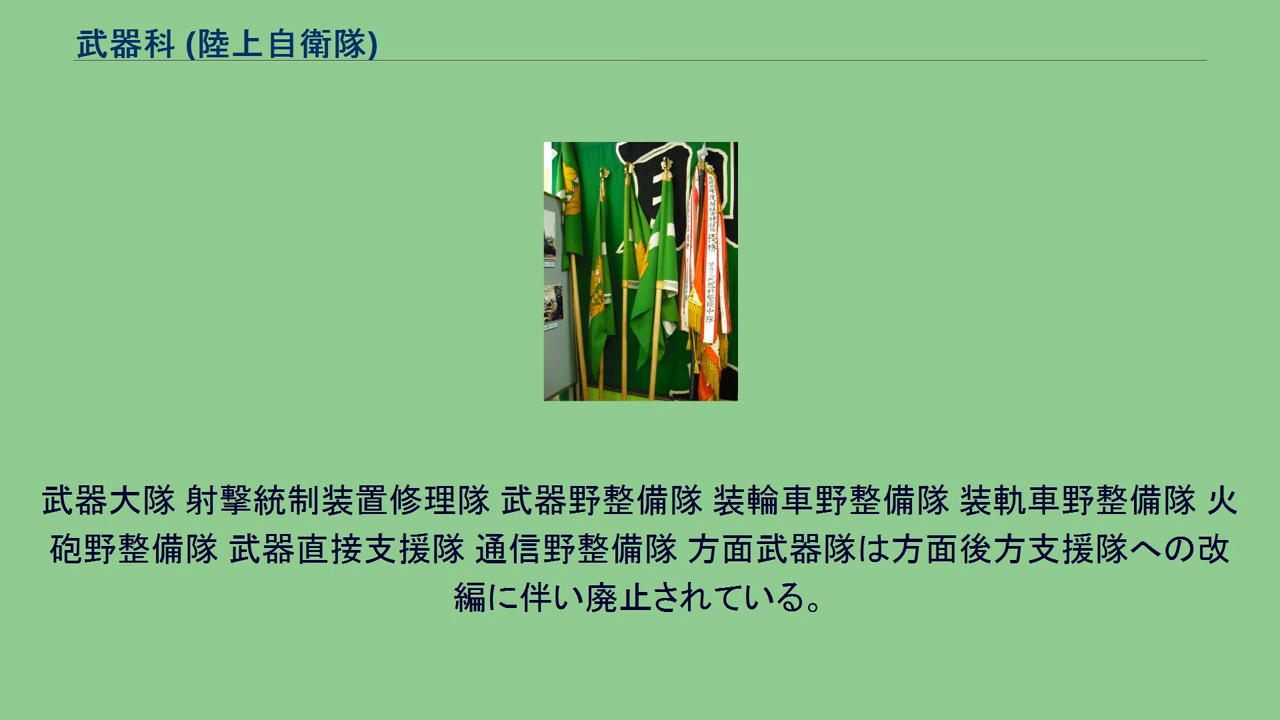 武器科 (陸上自衛隊)
武器大隊 射撃統制装置修理隊 武器野整備隊 装輪車野整備隊 装軌車野整備隊 火
砲野整備隊 武器直接支援隊 通信野整備隊 方面武器隊は方面後方支援隊への改
編に伴い廃止されている。